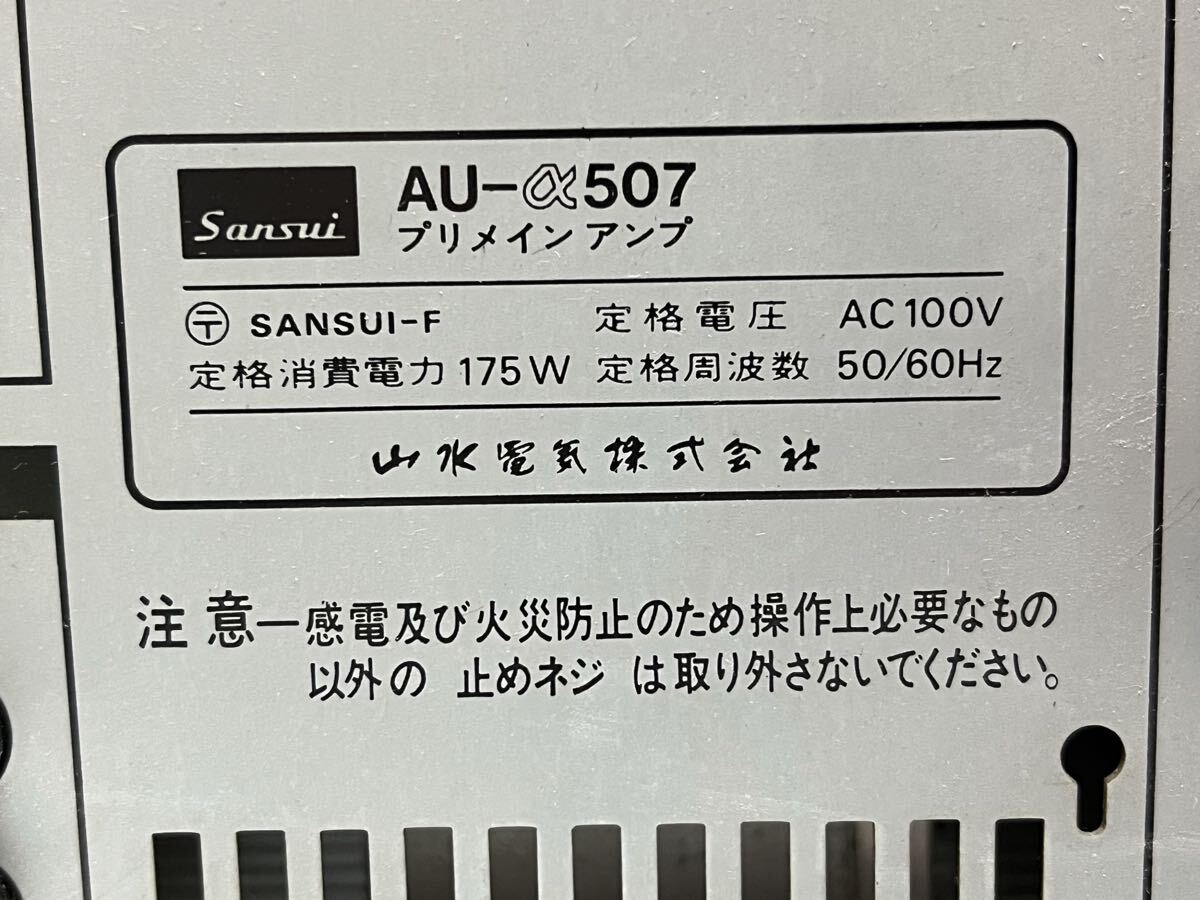 Sansui AU-α507
プリメインアンプ
〶 SANSUI-F 定格電圧 AC100V
定格消費電力 175W 定格周波数 50/60Hz
山水電気株式会社
注意—感電及び火災防止のため操作上必要なもの
以外の 止めネジ は取り外さないでください。